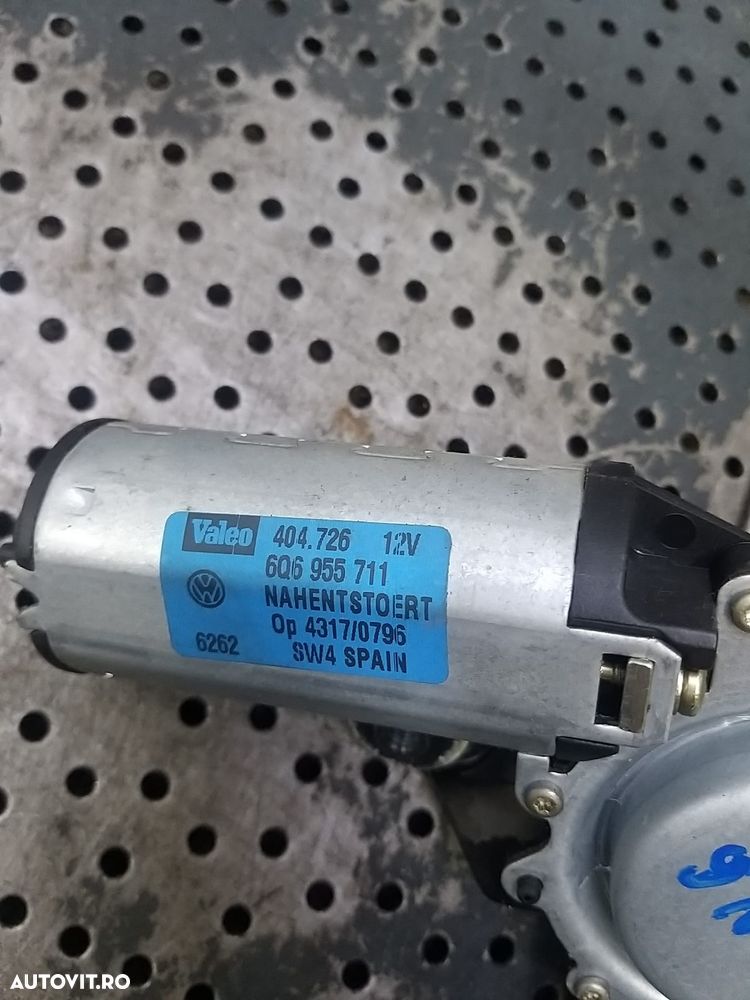 Valeo 404.726 12V
6Q6 955 711
NAHENTSTOERT
Op 4317/0796
6262 SW4 SPAIN
AUTOVIT.RO